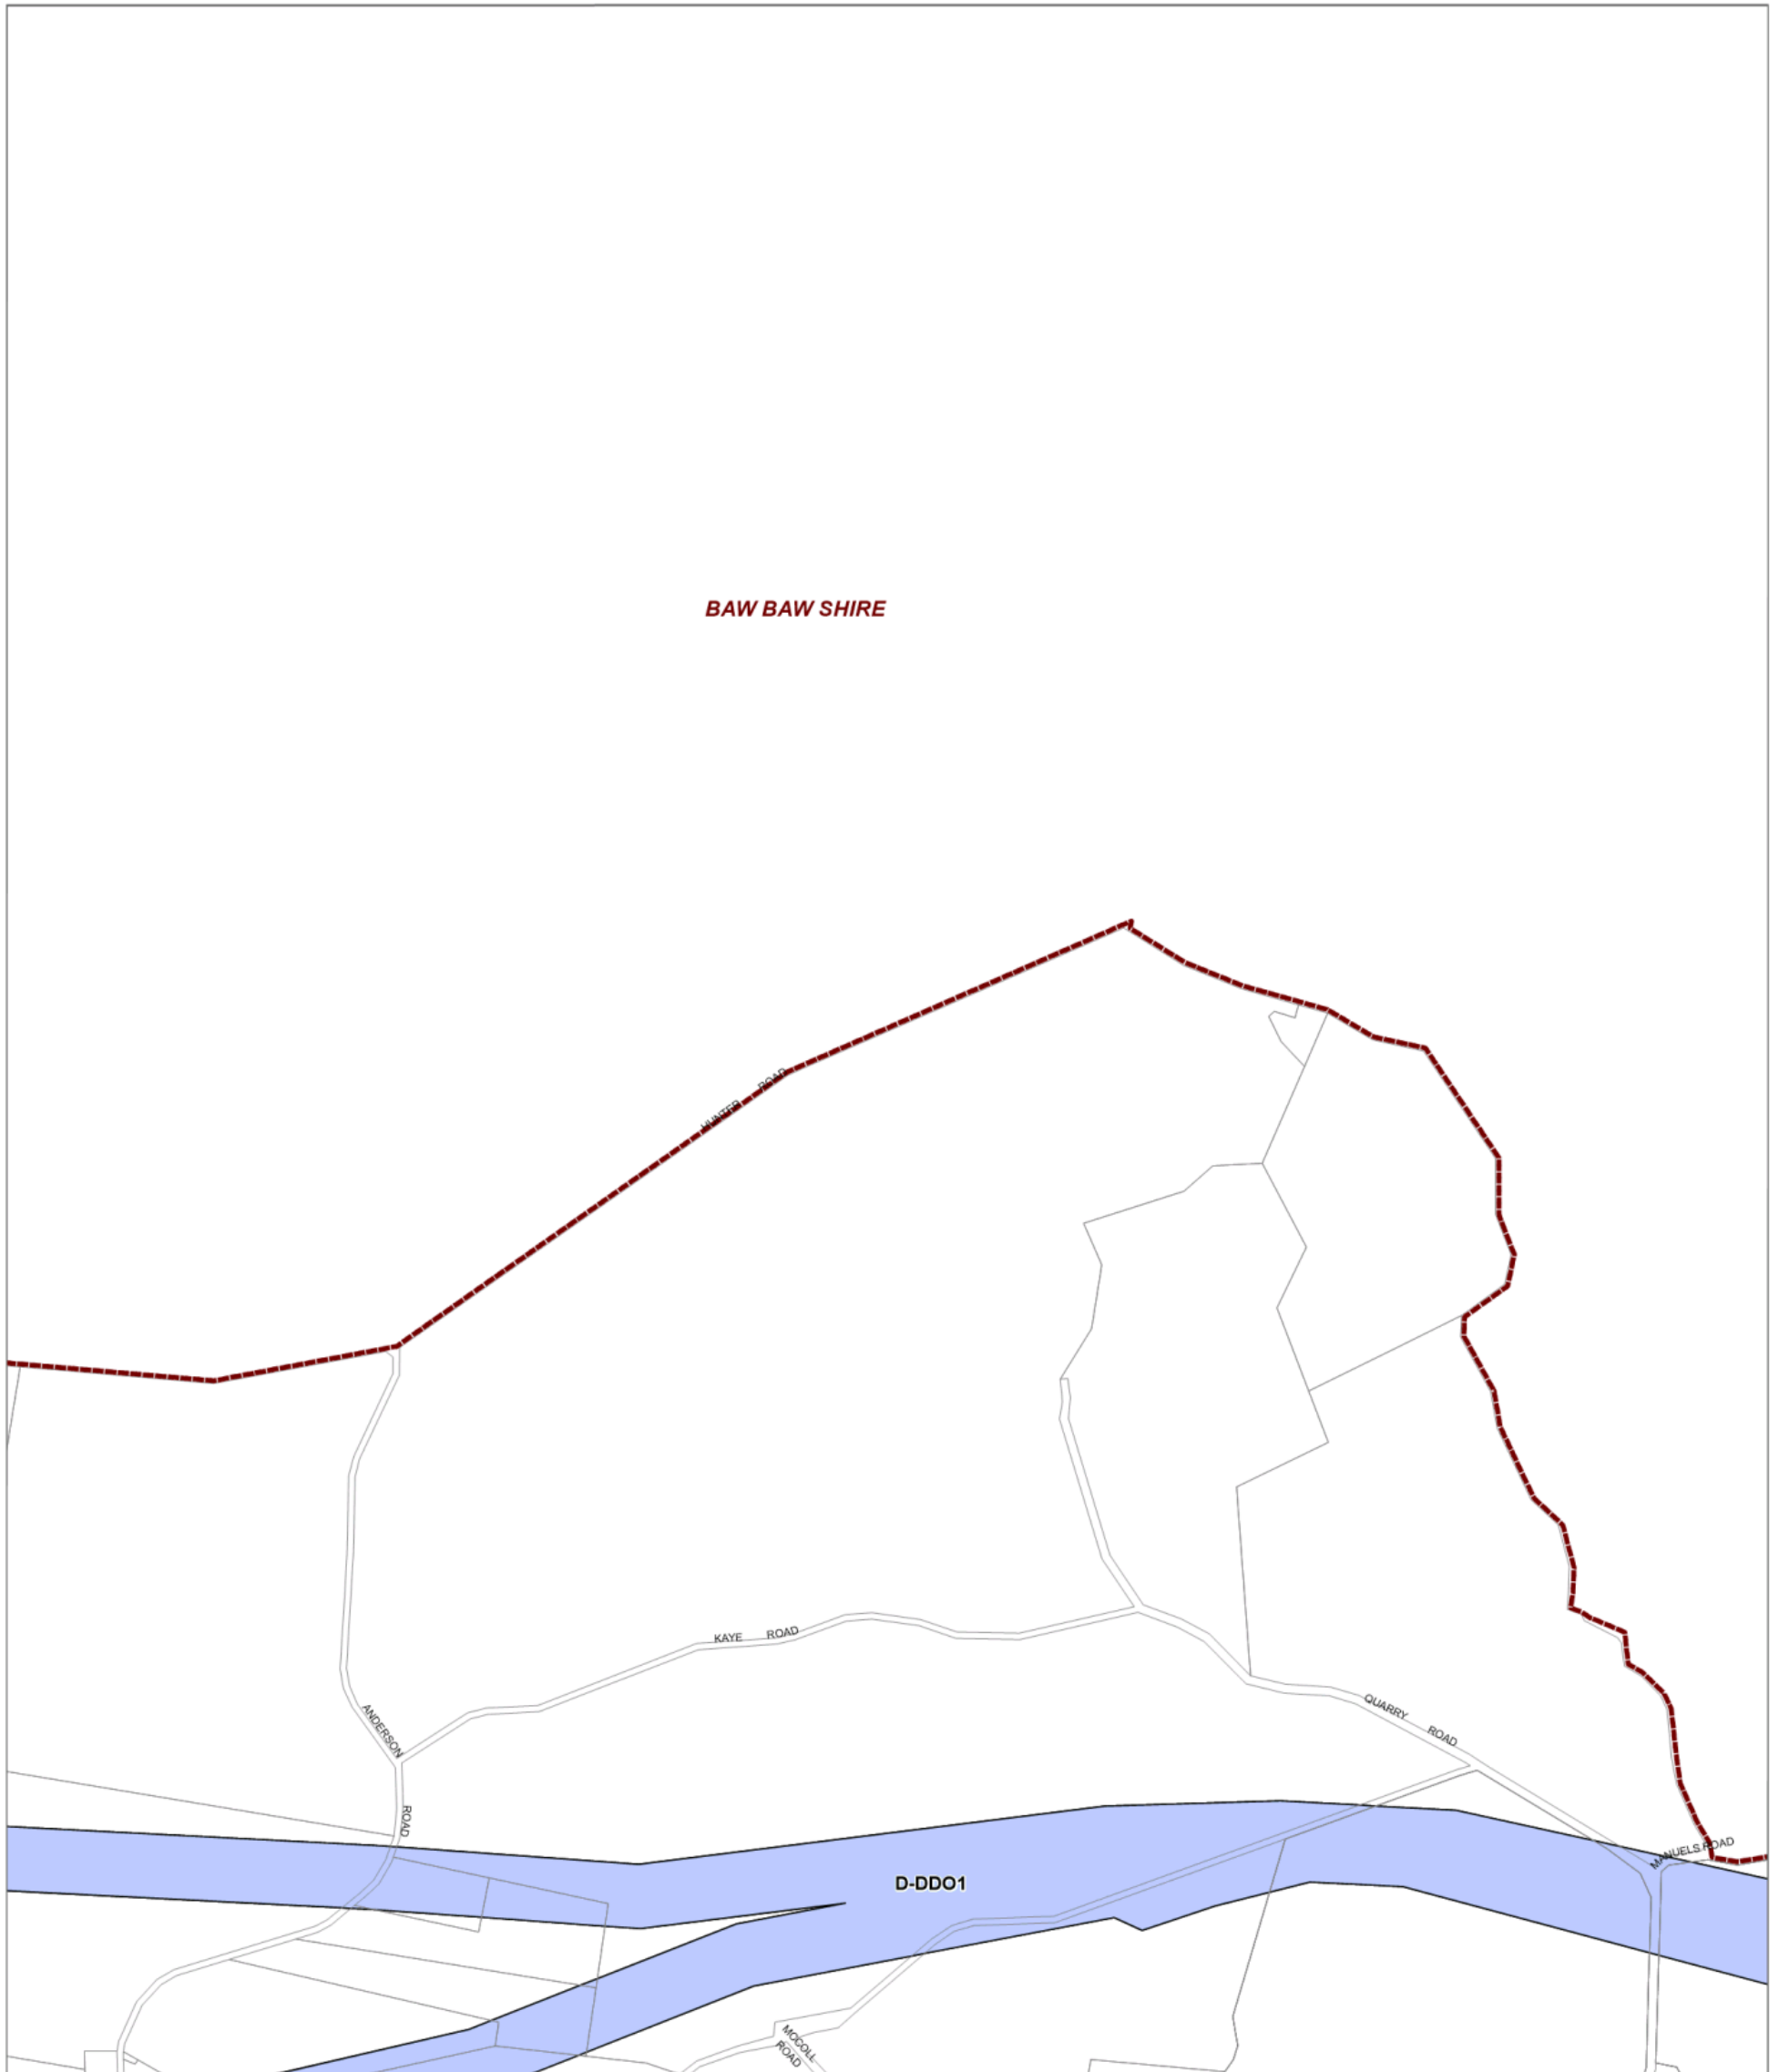 BAW BAW SHIRE
HUNTER ROAD
KAYE ROAD
ANDERSON
ROAD
QUARRY ROAD
MANUELS ROAD
D-DDO1
MCCOLL
ROAD